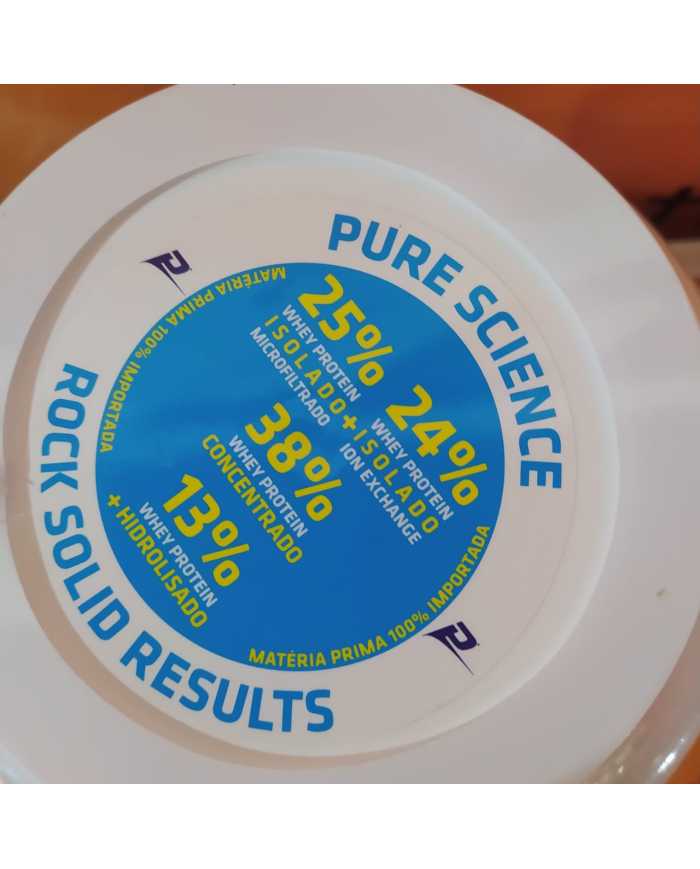 PURE SCIENCE
MATÉRIA PRIMA 100% IMPORTADA
25%
WHEY PROTEIN
ISOLADO +
MICROFILTRADO
24%
WHEY PROTEIN
ISOLADO
ION EXCHANGE
38%
WHEY PROTEIN
CONCENTRADO
13%
WHEY PROTEIN
+ HIDROLISADO
MATÉRIA PRIMA 100% IMPORTADA
ROCK SOLID RESULTS